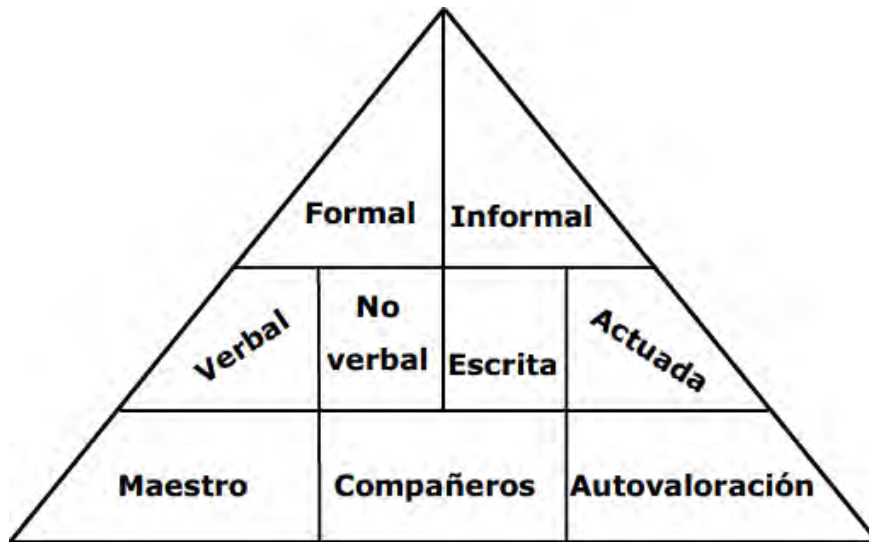 Formal
Informal
Verbal
No
verbal
Escrita
Actuada
Maestro
Compañeros
Autovaloración